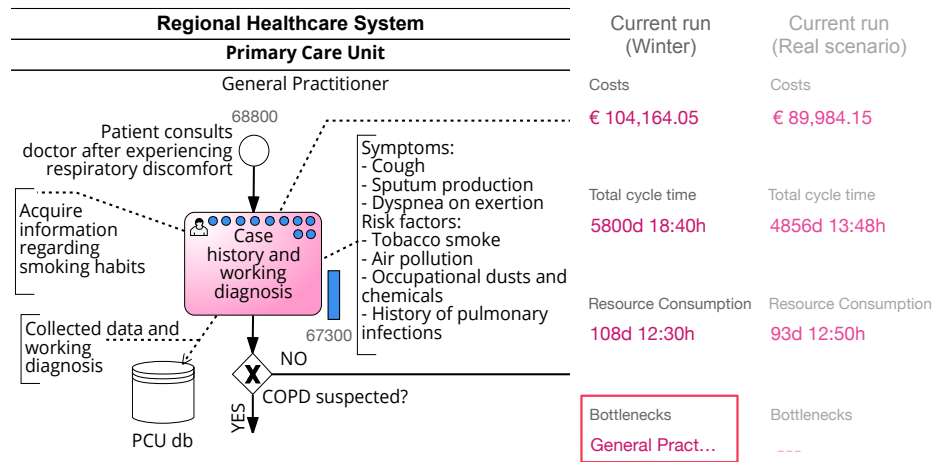 Regional Healthcare System
Primary Care Unit
General Practitioner
68800
Patient consults
doctor after experiencing
respiratory discomfort
Acquire
information
regarding
smoking habits
Case
history and
working
diagnosis
Symptoms:
- Cough
- Sputum production
- Dyspnea on exertion
Risk factors:
- Tobacco smoke
- Air pollution
- Occupational dusts and
chemicals
- History of pulmonary
infections
67300
Collected data and
working
diagnosis
PCU db
X
NO
COPD suspected?
YES
Current run
(Winter)
Costs
€ 104,164.05
Total cycle time
5800d 18:40h
Resource Consumption
108d 12:30h
Bottlenecks
General Pract...
Current run
(Real scenario)
Costs
€ 89,984.15
Total cycle time
4856d 13:48h
Resource Consumption
93d 12:50h
Bottlenecks
---